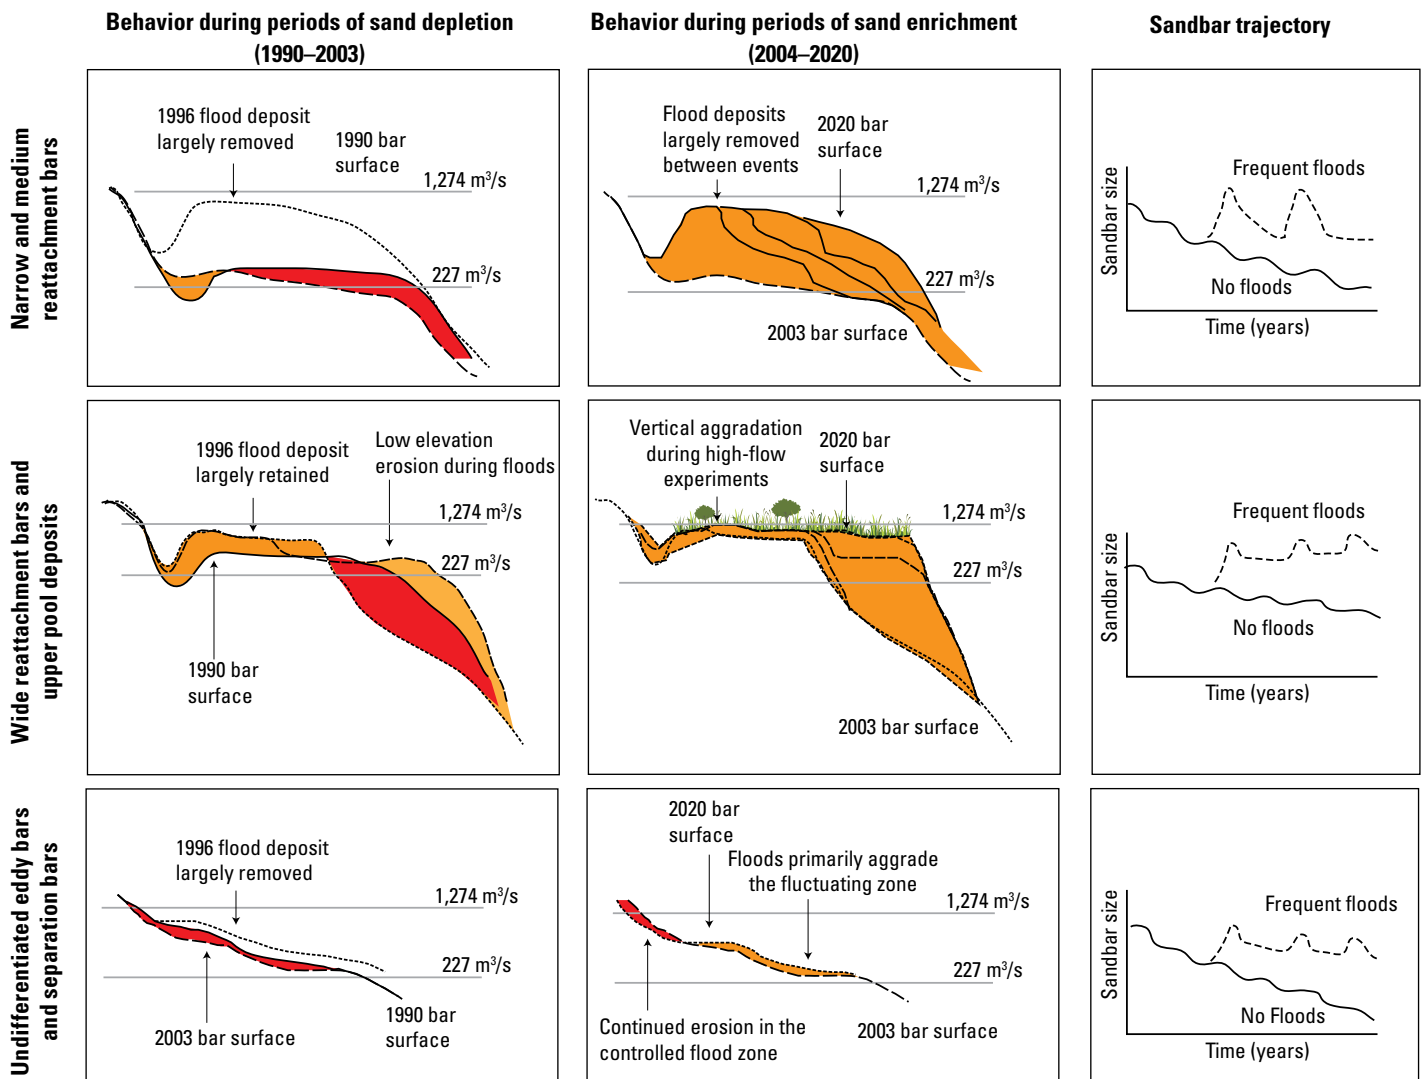 Behavior during periods of sand depletion
(1990–2003)
Behavior during periods of sand enrichment
(2004–2020)
Sandbar trajectory
Narrow and medium
reattachment bars
1996 flood deposit
largely removed
1990 bar
surface
1,274 m³/s
227 m³/s
Flood deposits
largely removed
between events
2020 bar
surface
1,274 m³/s
227 m³/s
2003 bar surface
Sandbar size
Frequent floods
No floods
Time (years)
Wide reattachment bars and
upper pool deposits
1996 flood deposit
largely retained
Low elevation
erosion during floods
1,274 m³/s
227 m³/s
1990 bar
surface
Vertical aggradation
during high-flow
experiments
2020 bar
surface
1,274 m³/s
227 m³/s
2003 bar surface
Sandbar size
Frequent floods
No floods
Time (years)
Undifferentiated eddy bars
and separation bars
1996 flood deposit
largely removed
1,274 m³/s
227 m³/s
2003 bar surface
1990 bar
surface
2020 bar
surface
Floods primarily aggrade
the fluctuating zone
1,274 m³/s
227 m³/s
Continued erosion in the
controlled flood zone
2003 bar surface
Sandbar size
Frequent floods
No Floods
Time (years)